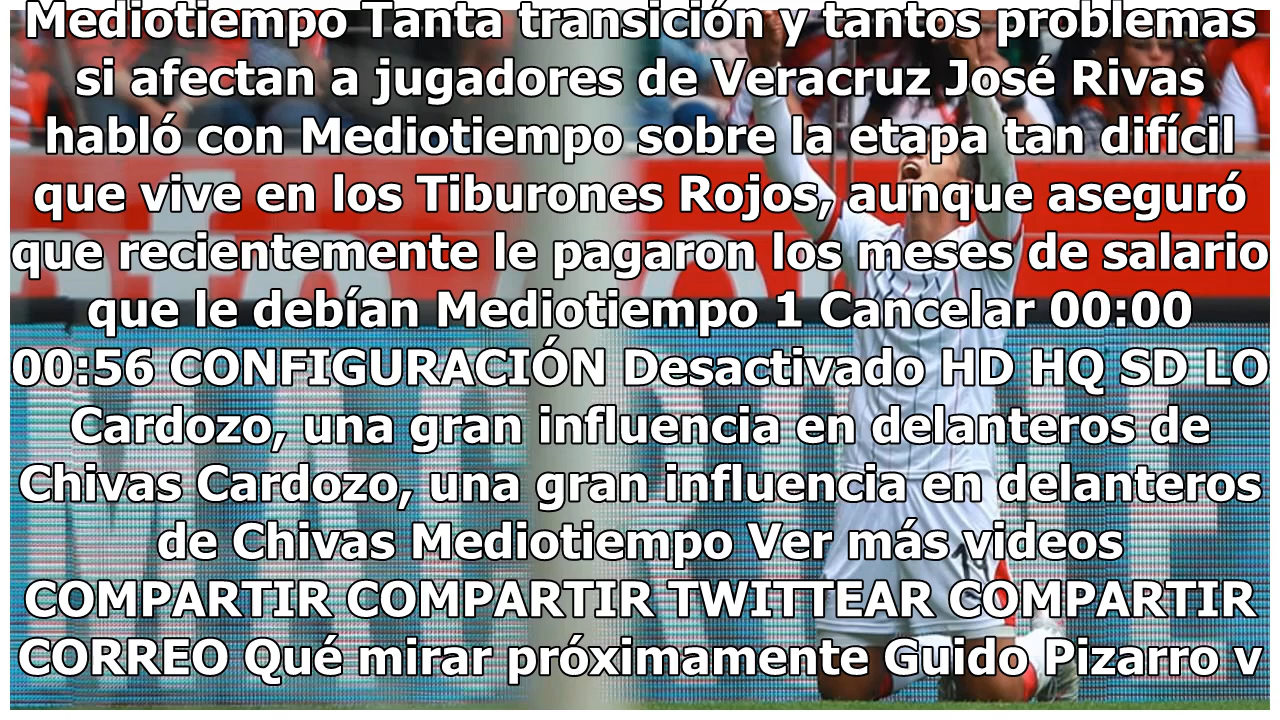 Mediotiempo Tanta transición y tantos problemas
si afectan a jugadores de Veracruz José Rivas
habló con Mediotiempo sobre la etapa tan difícil
que vive en los Tiburones Rojos, aunque aseguró
que recientemente le pagaron los meses de salario
que le debían Mediotiempo 1 Cancelar 00:00
00:56 CONFIGURACIÓN Desactivado HD HQ SD LO
Cardozo, una gran influencia en delanteros de
Chivas Cardozo, una gran influencia en delanteros
de Chivas Mediotiempo Ver más videos
COMPARTIR COMPARTIR TWITTEAR COMPARTIR
CORREO Qué mirar próximamente Guido Pizarro v